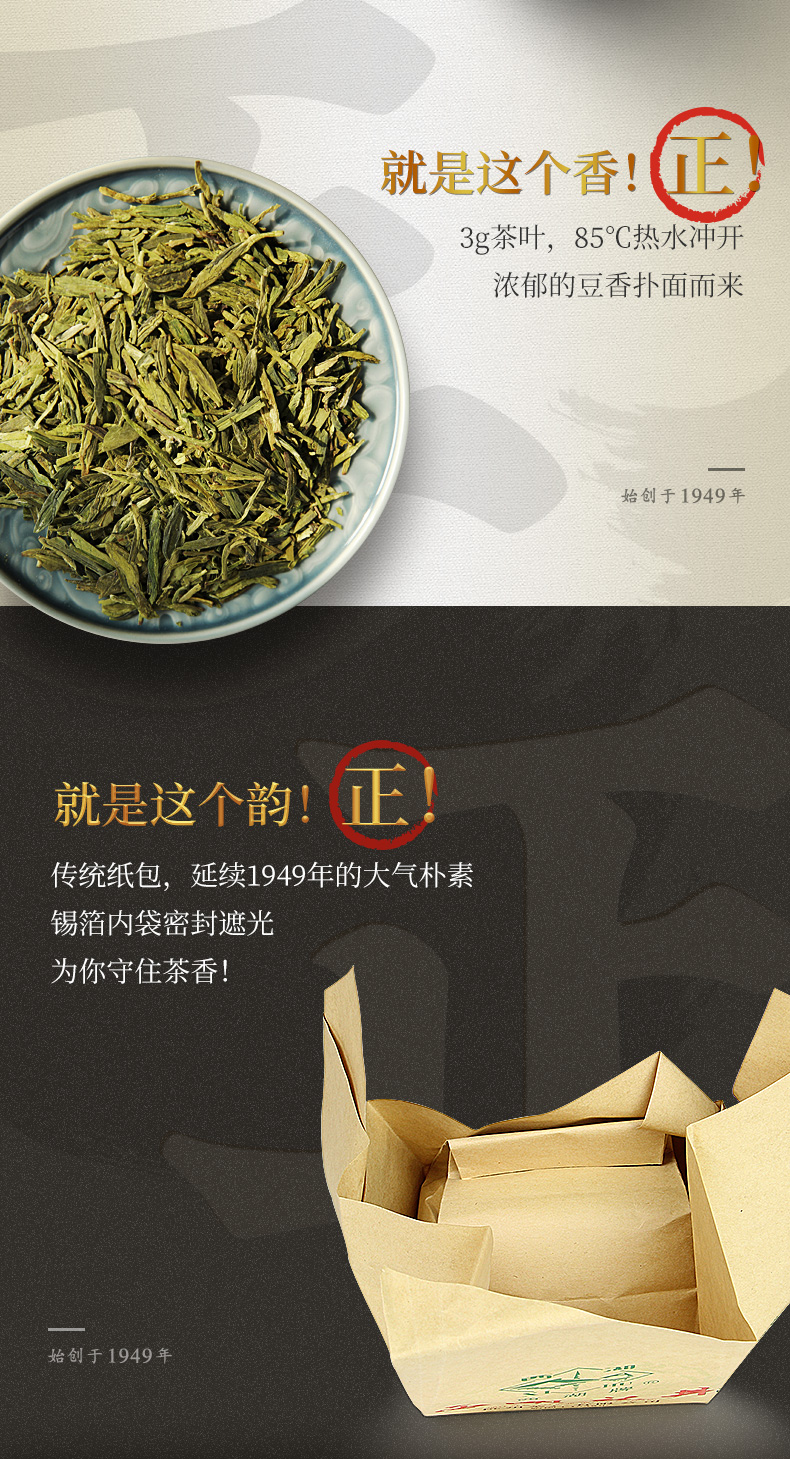 就是这个香！正！
3g茶叶，85℃热水冲开
浓郁的豆香扑面而来
始创于1949年
就是这个韵！正！
传统纸包，延续1949年的大气朴素
锡箔内袋密封遮光
为你守住茶香！
始创于1949年